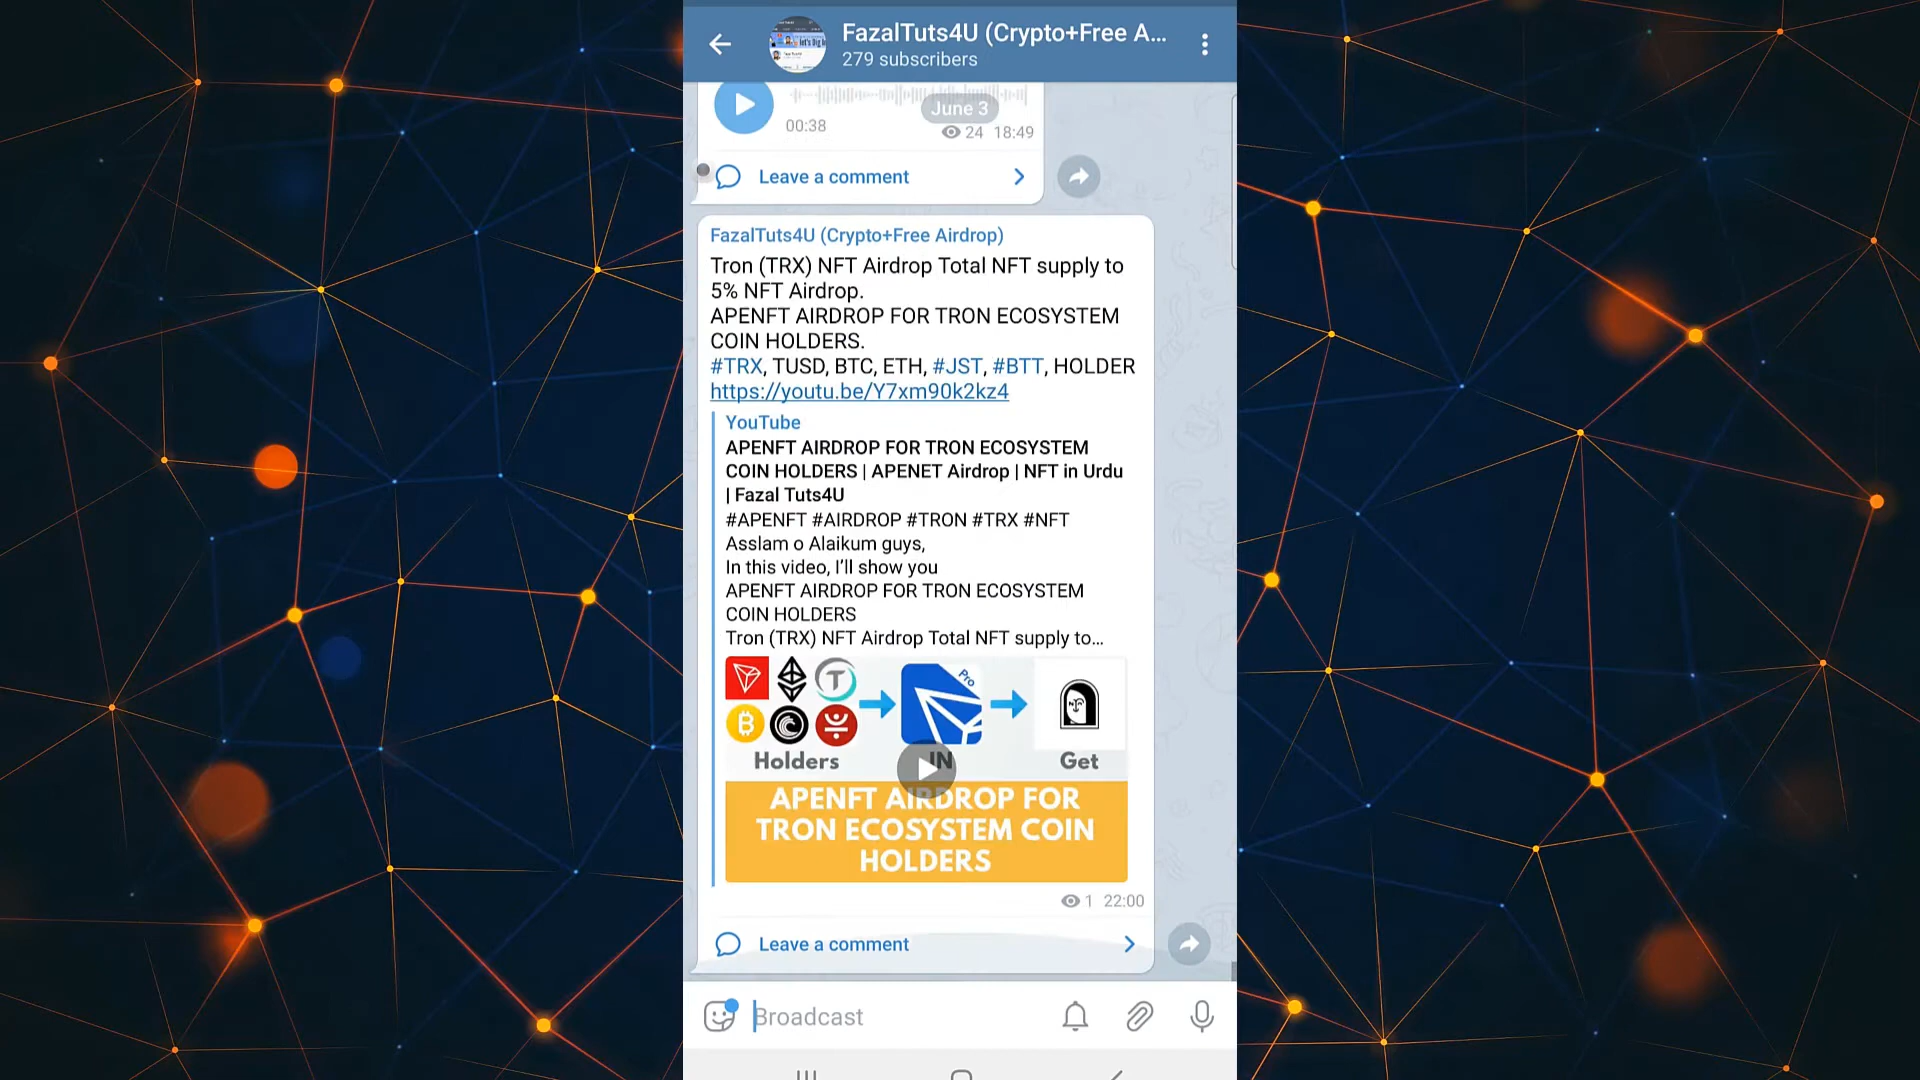 FazalTuts4U (Crypto+Free A...
279 subscribers
June 3
00:38
24 18:49
Leave a comment
FazalTuts4U (Crypto+Free Airdrop)
Tron (TRX) NFT Airdrop Total NFT supply to
5% NFT Airdrop.
APENFT AIRDROP FOR TRON ECOSYSTEM
COIN HOLDERS.
#TRX, TUSD, BTC, ETH, #JST, #BTT, HOLDER
https://youtu.be/Y7xm90k2kz4
YouTube
APENFT AIRDROP FOR TRON ECOSYSTEM
COIN HOLDERS | APENET Airdrop | NFT in Urdu
| Fazal Tuts4U
#APENFT #AIRDROP #TRON #TRX #NFT
Asslam o Alaikum guys,
In this video, I'll show you
APENFT AIRDROP FOR TRON ECOSYSTEM
COIN HOLDERS
Tron (TRX) NFT Airdrop Total NFT supply to...
Pro
Holders IN Get
APENFT AIRDROP FOR
TRON ECOSYSTEM COIN
HOLDERS
1 22:00
Leave a comment
Broadcast